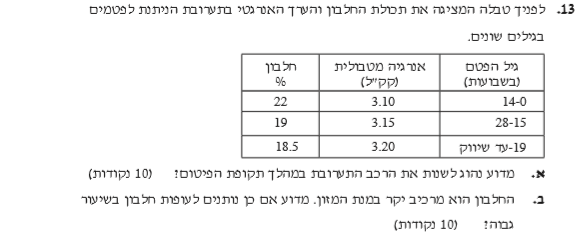 13. לפניך טבלה המציגה את תכולת החלבון והערך האנרגטי בתערובת הניתנת לפטמים
בגילים שונים.
גיל הפטם (בשבועות) אנרגיה מטבולית (קק"ל) חלבון %
14-0 3.10 22
28-15 3.15 19
19-עד שיווק 3.20 18.5
א. מדוע נהוג לשנות את הרכב התערובת במהלך תקופת הפיטום? (10 נקודות)
ב. החלבון הוא מרכיב יקר במנת המזון. מדוע אם כן נותנים לעופות חלבון בשיעור
גבוה? (10 נקודות)